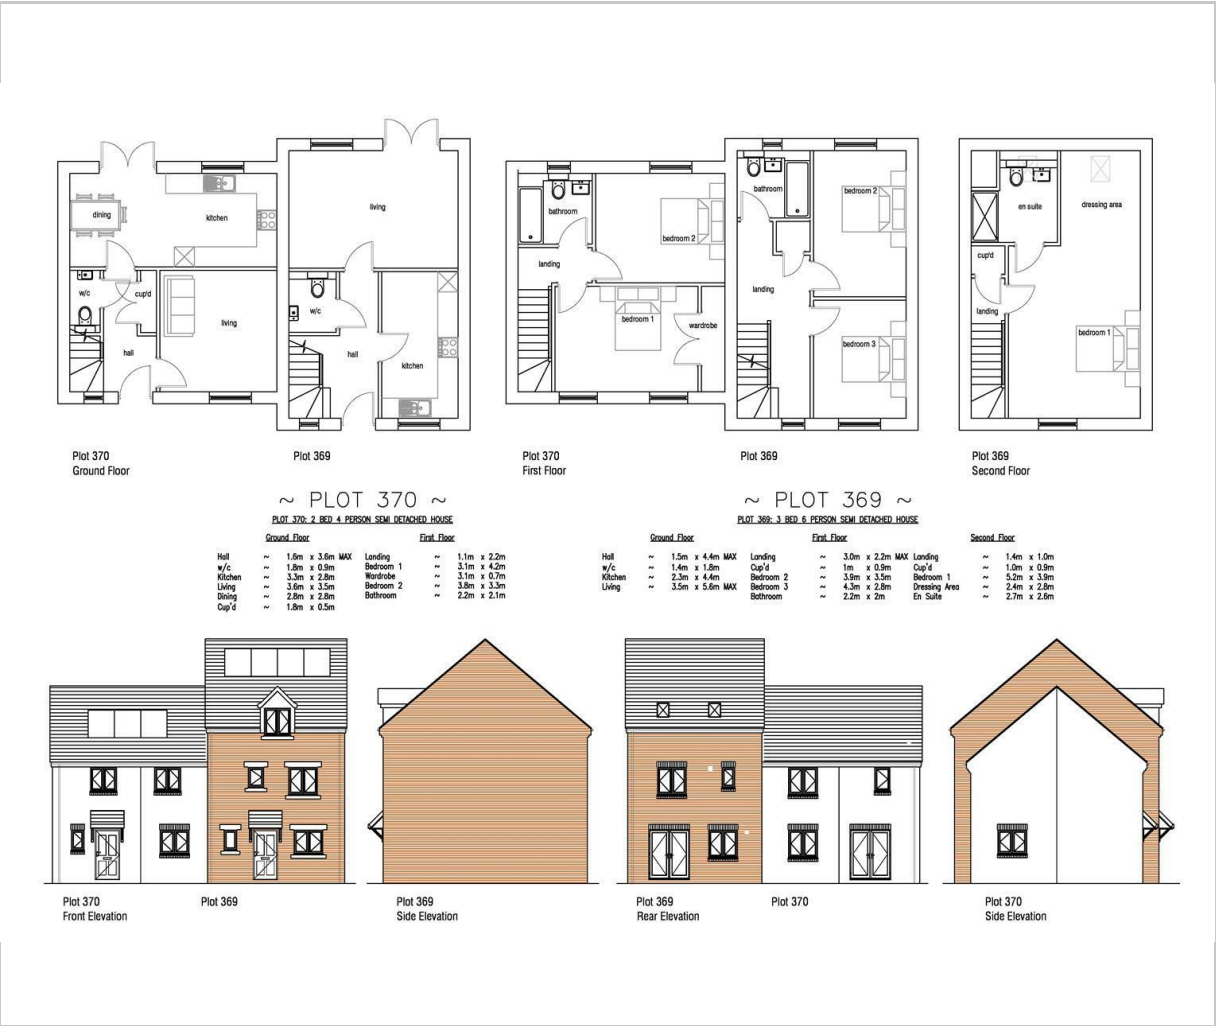 dining
kitchen
living
w/c
cup'd
living
hall
w/c
hall
kitchen
Plot 370
Ground Floor
Plot 369
bathroom
bedroom 2
landing
bedroom 1
wardrobe
bathroom
bedroom 2
landing
bedroom 3
Plot 370
First Floor
Plot 369
en suite
dressing area
cup'd
landing
bedroom 1
Plot 369
Second Floor
~ PLOT 370 ~
PLOT 370: 2 BED 4 PERSON SEMI DETACHED HOUSE
Ground Floor
Hall ~ 1.6m x 3.6m MAX
w/c ~ 1.8m x 0.9m
Kitchen ~ 3.3m x 2.8m
Living ~ 3.6m x 3.5m
Dining ~ 2.8m x 2.8m
Cup'd ~ 1.8m x 0.5m
First Floor
Landing ~ 1.1m x 2.2m
Bedroom 1 ~ 3.1m x 4.2m
Wardrobe ~ 3.1m x 0.7m
Bedroom 2 ~ 3.8m x 3.3m
Bathroom ~ 2.2m x 2.1m
~ PLOT 369 ~
PLOT 369: 3 BED 6 PERSON SEMI DETACHED HOUSE
Ground Floor
Hall ~ 1.5m x 4.4m MAX
w/c ~ 1.4m x 1.8m
Kitchen ~ 2.3m x 4.4m
Living ~ 3.5m x 5.6m MAX
First Floor
Landing ~ 3.0m x 2.2m MAX
Cup'd ~ 1m x 0.9m
Bedroom 2 ~ 3.9m x 3.5m
Bedroom 3 ~ 4.3m x 2.8m
Bathroom ~ 2.2m x 2m
Second Floor
Landing ~ 1.4m x 1.0m
Cup'd ~ 1.0m x 0.9m
Bedroom 1 ~ 5.2m x 3.9m
Dressing Area ~ 2.4m x 2.8m
En Suite ~ 2.7m x 2.6m
Plot 370
Front Elevation
Plot 369
Plot 369
Side Elevation
Plot 369
Rear Elevation
Plot 370
Plot 370
Side Elevation